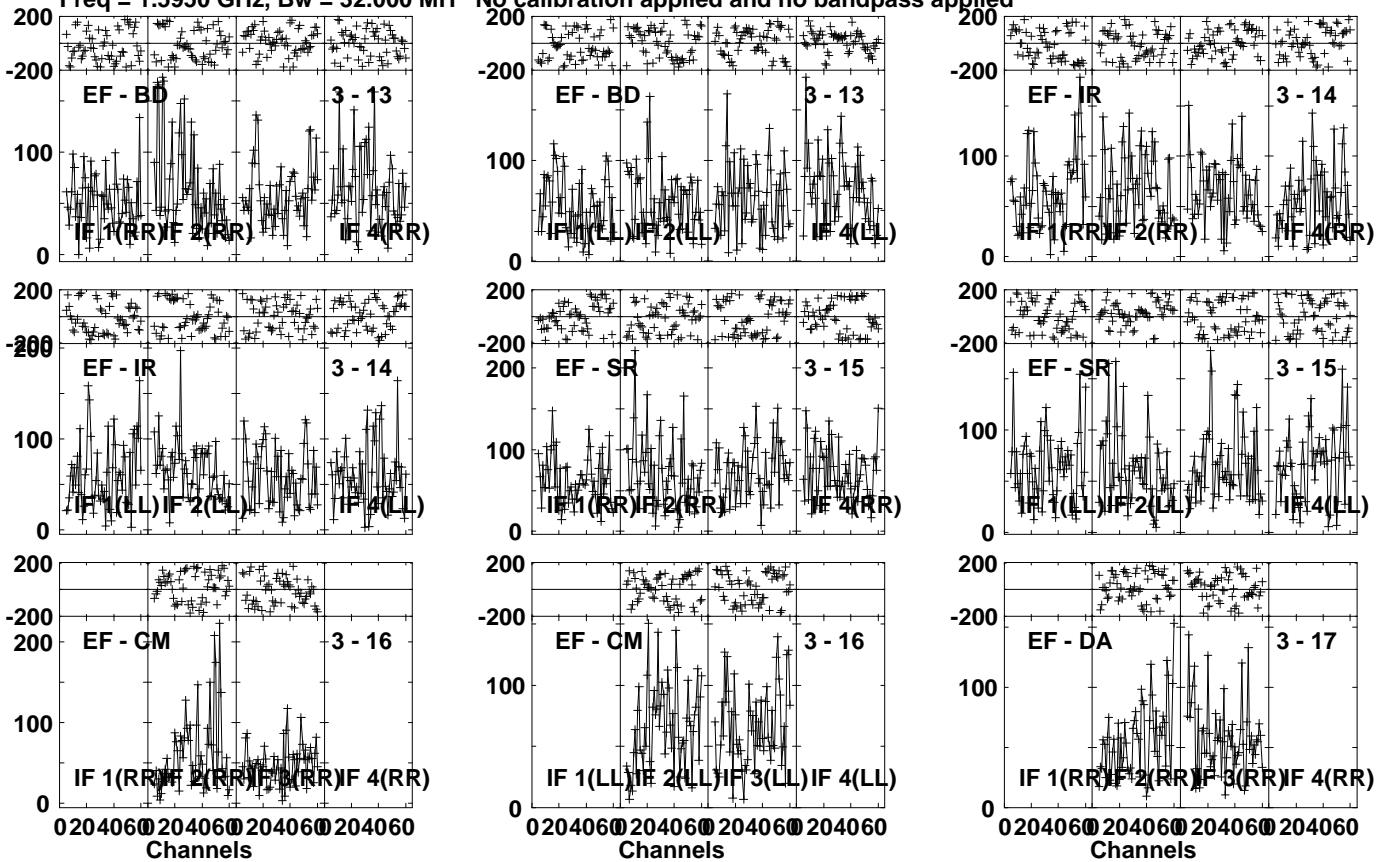 Freq = 1.5950 GHz, Bw = 32.000 MH No calibration applied and no bandpass applied
200
-200
EF - BD 3 - 13
100
IF 1(RR) IF 2(RR) IF 4(RR)
0
200
-200
EF - BD 3 - 13
100
IF 1(LL) IF 2(LL) IF 4(LL)
0
200
-200
EF - IR 3 - 14
100
IF 1(RR) IF 2(RR) IF 4(RR)
0
200
-200
200
EF - IR 3 - 14
100
IF 1(LL) IF 2(LL) IF 4(LL)
0
200
-200
200
EF - SR 3 - 15
100
IF 1(RR) IF 2(RR) IF 4(RR)
0
200
-200
EF - SR 3 - 15
100
IF 1(LL) IF 2(LL) IF 4(LL)
0
200
-200
200
EF - CM 3 - 16
100
IF 1(RR) IF 2(RR) IF 3(RR) IF 4(RR)
0
0 20 40 60 0 20 40 60 0 20 40 60 0 20 40 60
Channels
200
-200
EF - CM 3 - 16
100
IF 1(LL) IF 2(LL) IF 3(LL) IF 4(LL)
0
0 20 40 60 0 20 40 60 0 20 40 60 0 20 40 60
Channels
200
-200
EF - DA 3 - 17
100
IF 1(RR) IF 2(RR) IF 3(RR) IF 4(RR)
0
0 20 40 60 0 20 40 60 0 20 40 60 0 20 40 60
Channels